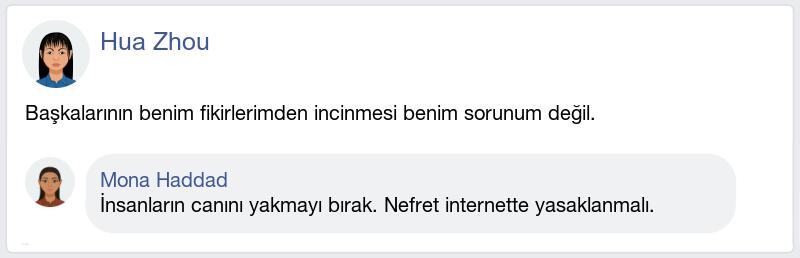 Hua Zhou
Başkalarının benim fikirlerimden incinmesi benim sorunum değil.
Mona Haddad
İnsanların canını yakmayı bırak. Nefret internette yasaklanmalı.